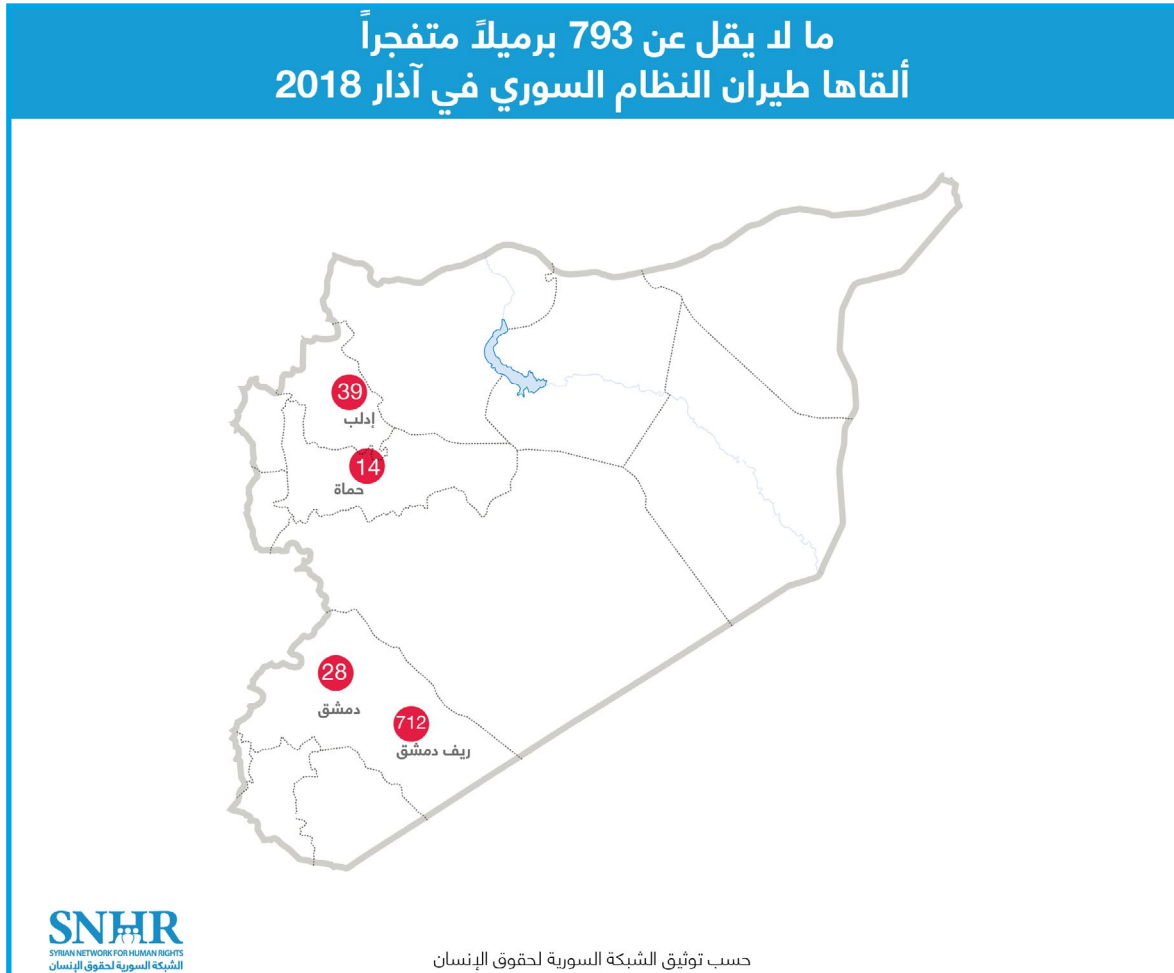 ما لا يقل عن 793 برميلاً متفجراً
ألقاها طيران النظام السوري في آذار 2018
39
إدلب
14
حماة
28
دمشق
712
ريف دمشق
SNHR
SYRIAN NETWORK FOR HUMAN RIGHTS
الشبكة السورية لحقوق الإنسان
حسب توثيق الشبكة السورية لحقوق الإنسان